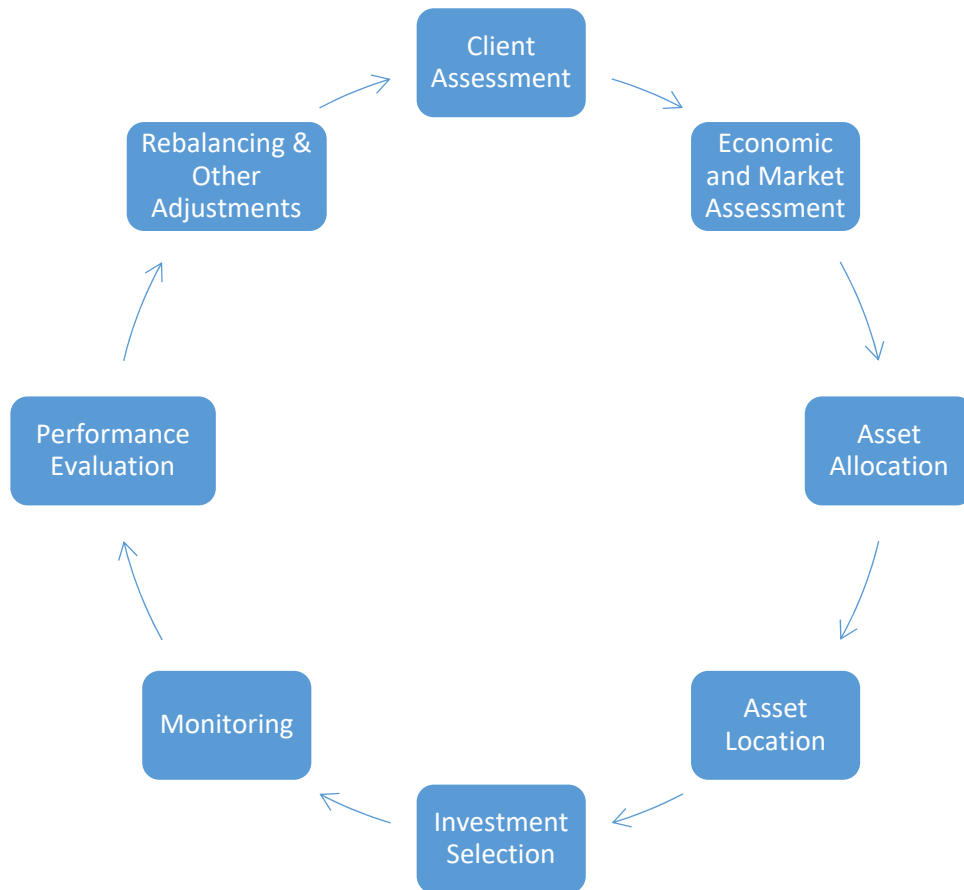 Client
Assessment
Economic
and Market
Assessment
Asset
Allocation
Asset
Location
Investment
Selection
Monitoring
Performance
Evaluation
Rebalancing &
Other
Adjustments